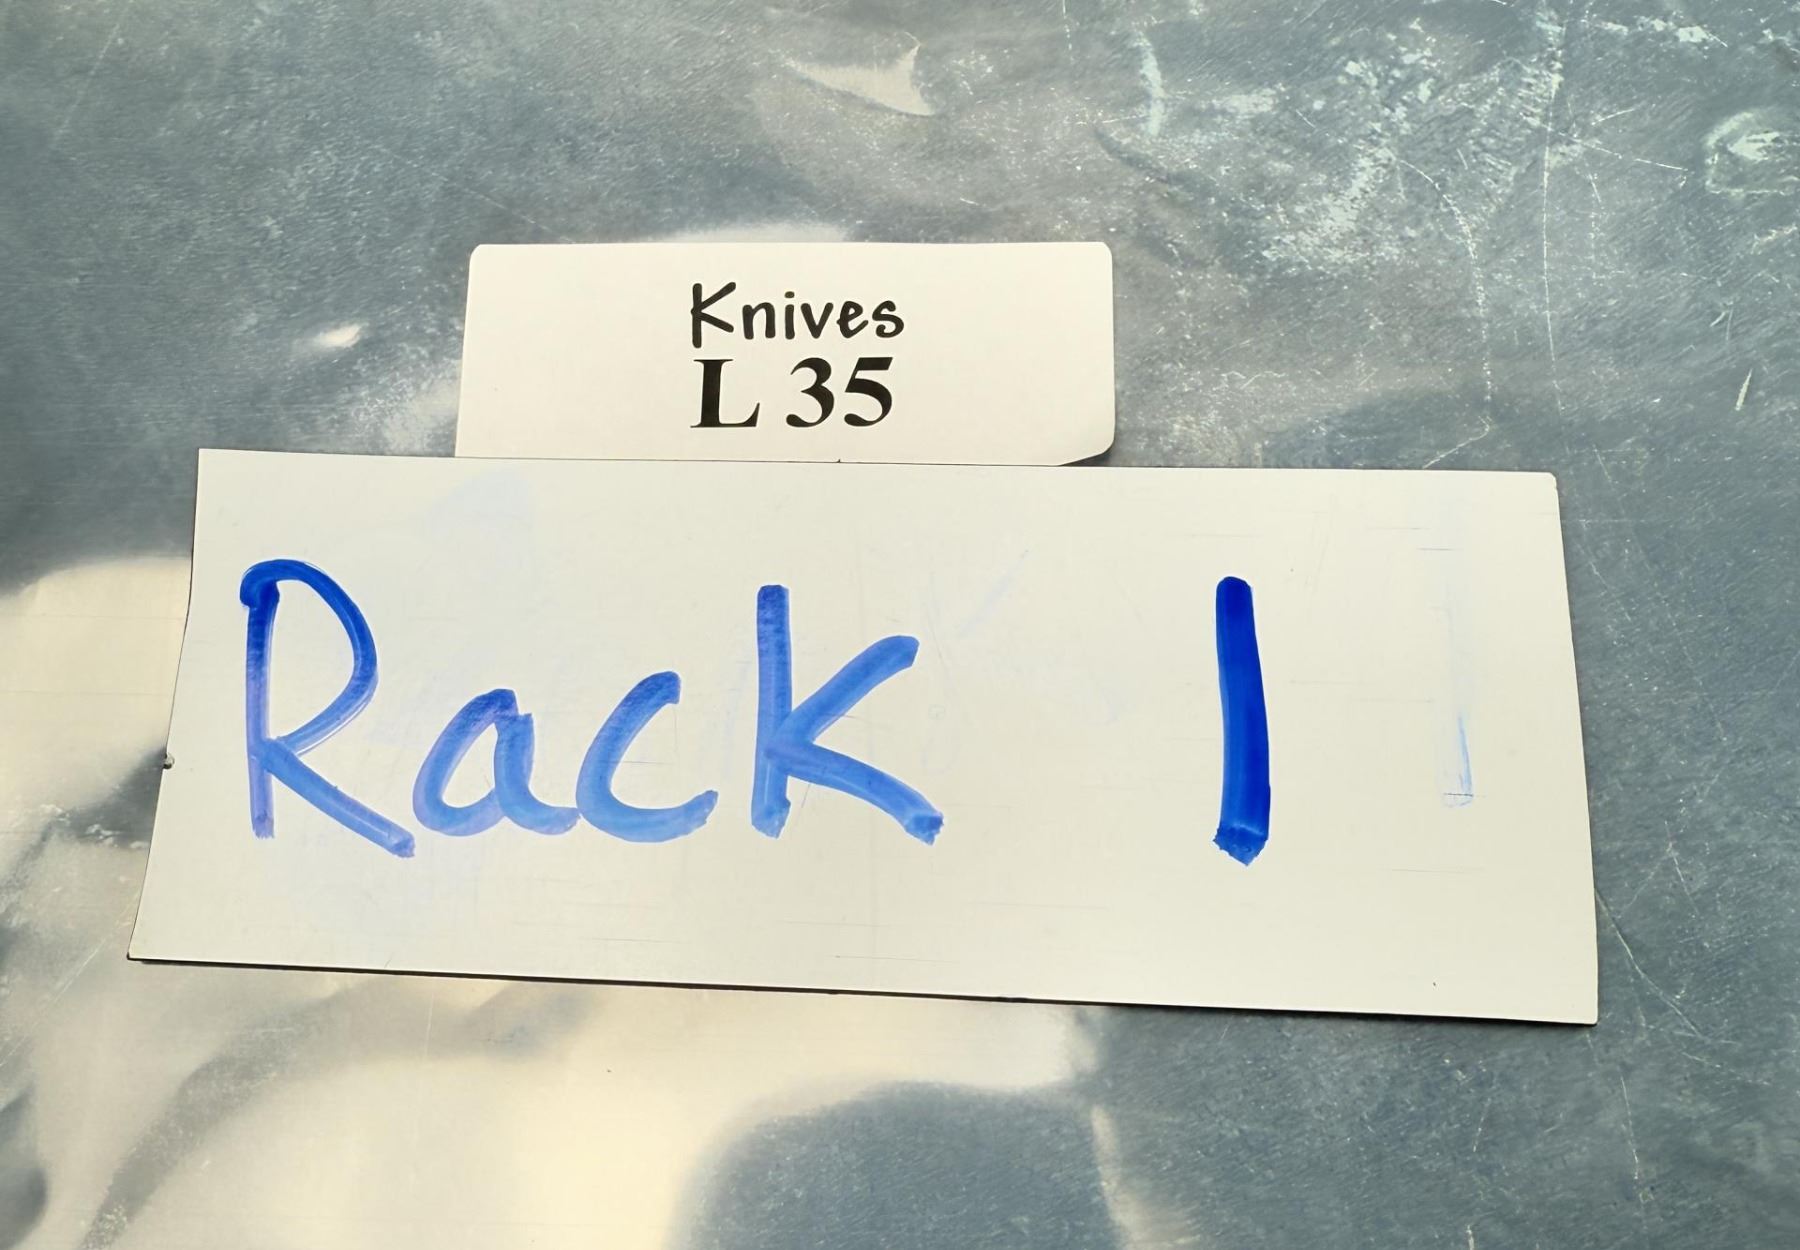 Knives
L 35
Rack 1